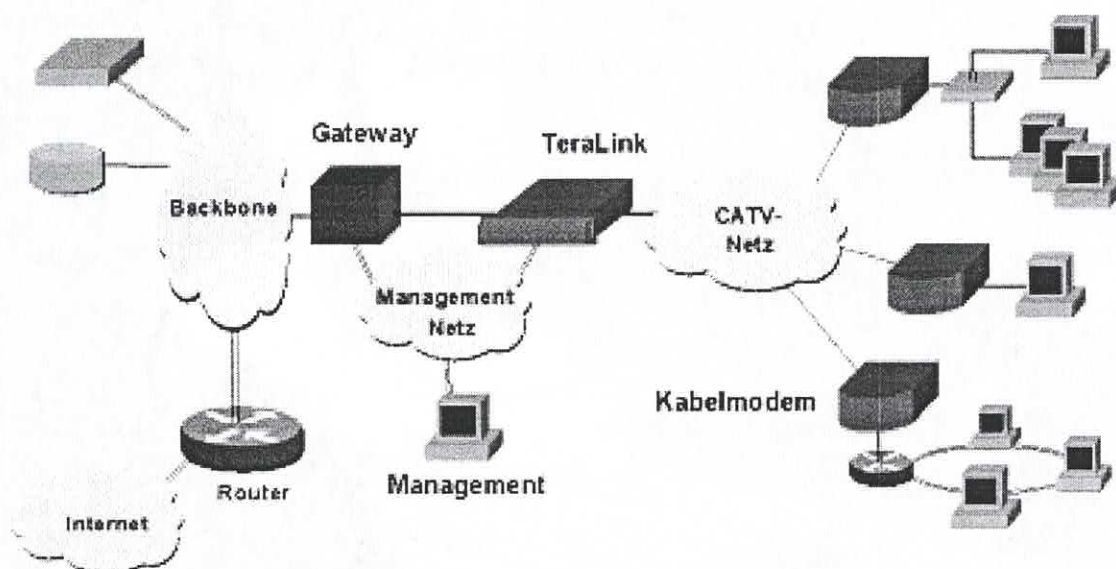 Gateway
TeraLink
Backbone
CATV-
Netz
Management
Netz
Kabelmodem
Management
Router
Internet